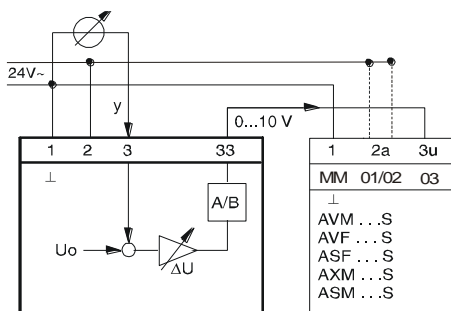 24V~
y
0...10 V
1 2 3 33
⊥
A/B
Uo
ΔU
1 2a 3u
MM 01/02 03
⊥
AVM ...S
AVF ...S
ASF ...S
AXM ...S
ASM ...S